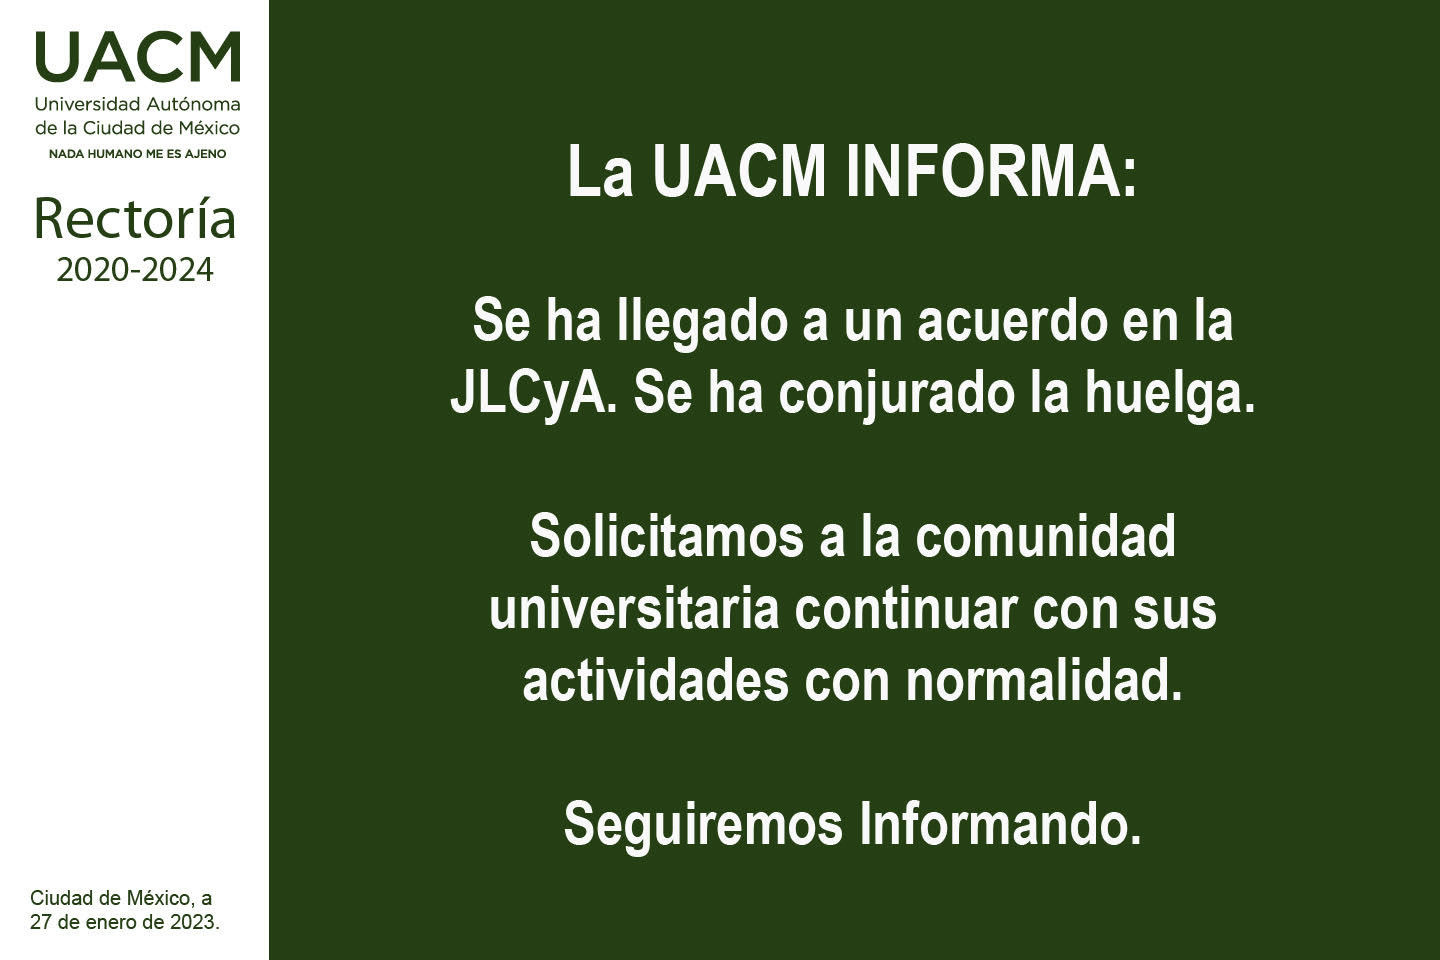 UACM
Universidad Autónoma
de la Ciudad de México
NADA HUMANO ME ES AJENO
Rectoría
2020-2024
La UACM INFORMA:
Se ha llegado a un acuerdo en la
JLCyA. Se ha conjurado la huelga.
Solicitamos a la comunidad
universitaria continuar con sus
actividades con normalidad.
Seguiremos Informando.
Ciudad de México, a
27 de enero de 2023.